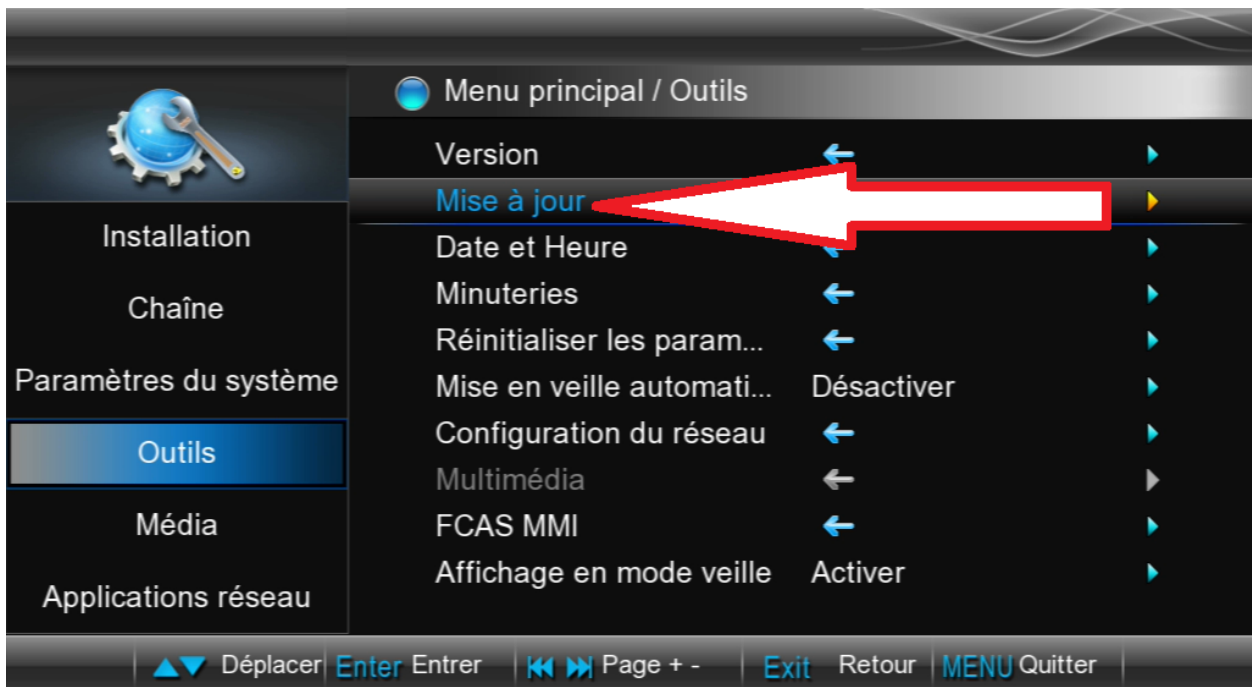 Menu principal / Outils
Version
Mise à jour
Date et Heure
Minuteries
Réinitialiser les param...
Mise en veille automati... Désactiver
Configuration du réseau
Multimédia
FCAS MMI
Affichage en mode veille Activer
Installation
Chaîne
Paramètres du système
Outils
Média
Applications réseau
Déplacer Enter Entrer Page + - Exit Retour MENU Quitter